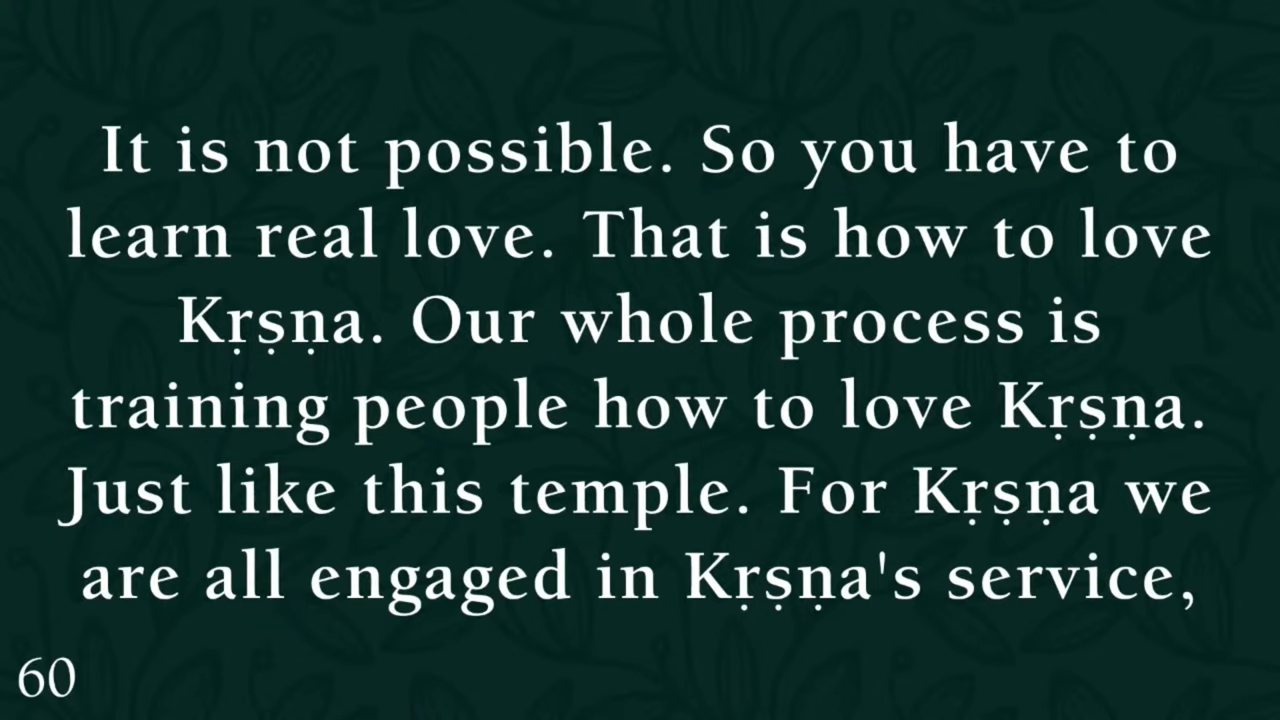 It is not possible. So you have to
learn real love. That is how to love
Kṛṣṇa. Our whole process is
training people how to love Kṛṣṇa.
Just like this temple. For Kṛṣṇa we
are all engaged in Kṛṣṇa's service,
60